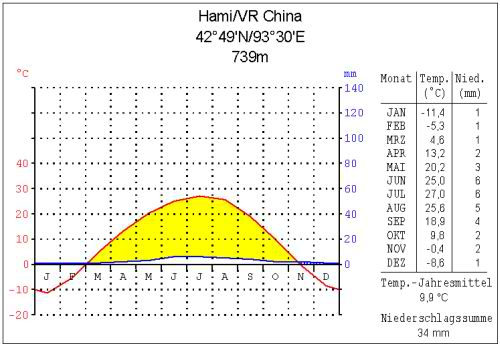 Hami/VR China
42°49'N/93°30'E
739m
°C
mm
140
120
100
40 80
30 60
20 40
10 20
0 0
-10
-20
J F M A M J J A S O N D
Monat Temp. Nied.
(°C) (mm)
JAN -11,4 1
FEB -5,3 1
MRZ 4,6 1
APR 13,2 2
MAI 20,2 3
JUN 25,0 6
JUL 27,0 6
AUG 25,6 5
SEP 18,9 4
OKT 9,8 2
NOV -0,4 2
DEZ -8,6 1
Temp.-Jahresmittel
9,9 °C
Niederschlagssumme
34 mm